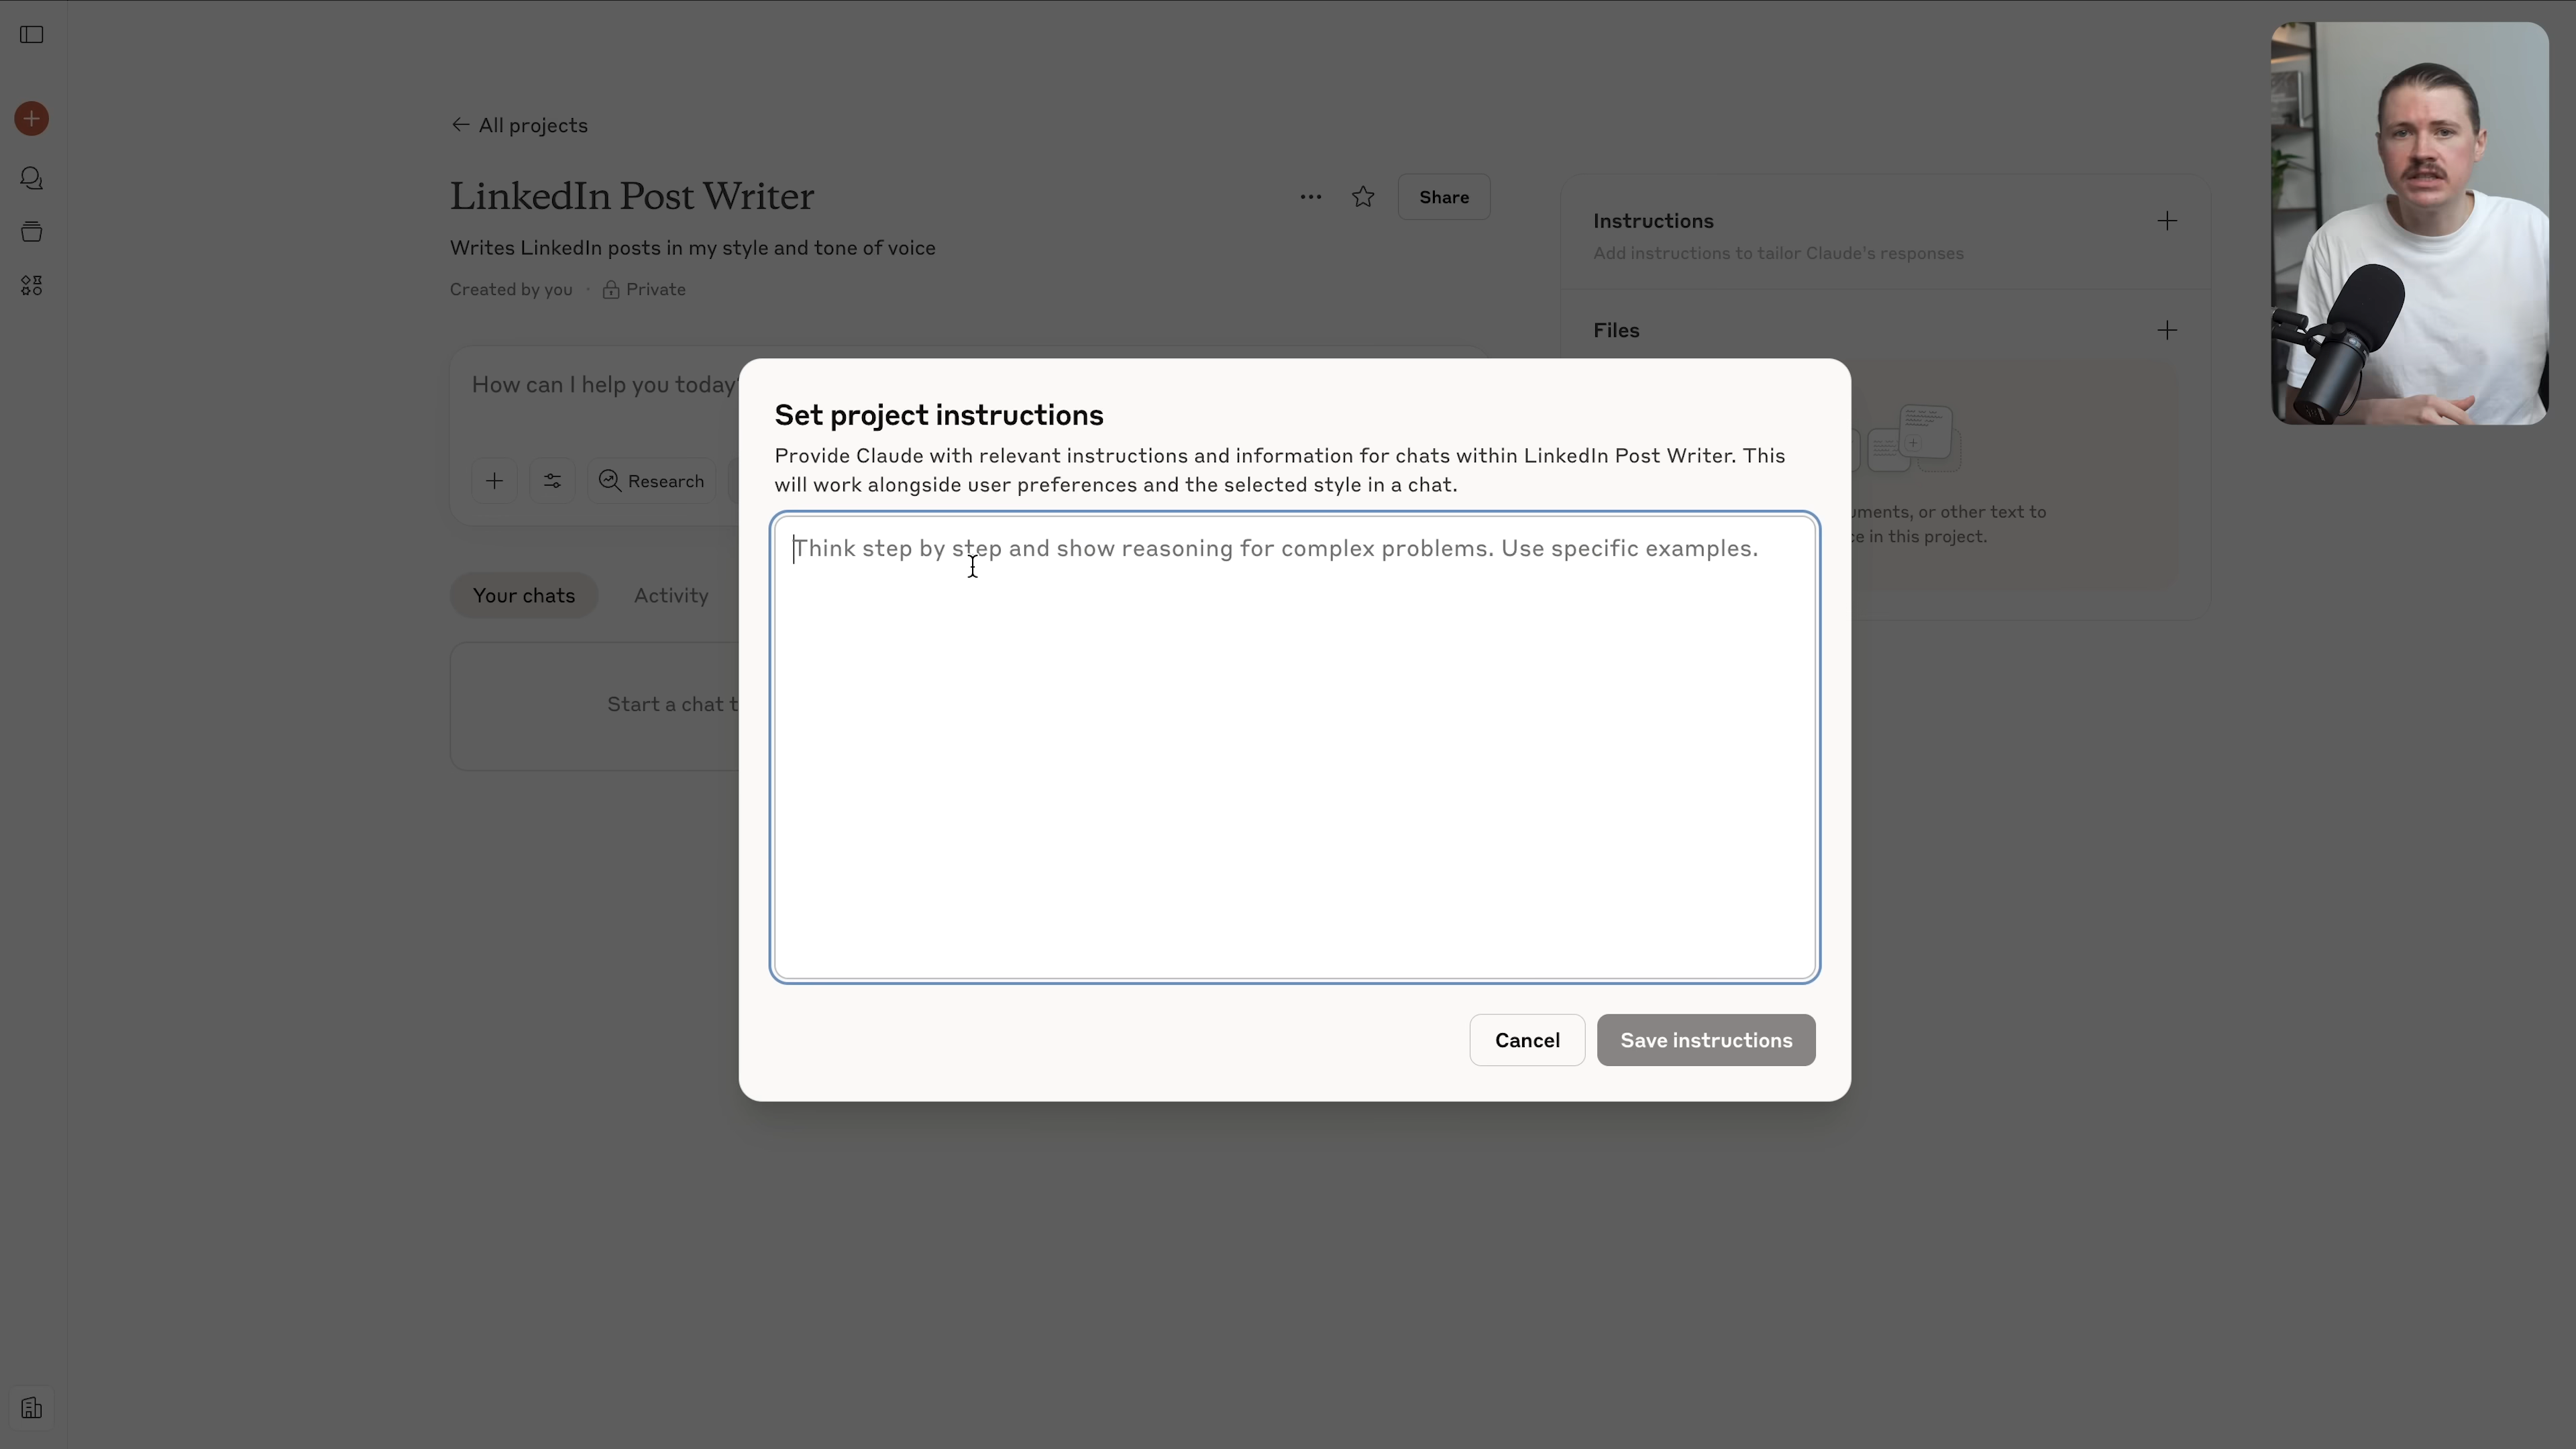 All projects
LinkedIn Post Writer
Share
Writes LinkedIn posts in my style and tone of voice
Created by you · Private
Instructions
Add instructions to tailor Claude's responses
Files
How can I help you today
Research
Set project instructions
Provide Claude with relevant instructions and information for chats within LinkedIn Post Writer. This
will work alongside user preferences and the selected style in a chat.
Think step by step and show reasoning for complex problems. Use specific examples.
or other text to
in this project.
Your chats
Activity
Start a chat
Cancel
Save instructions